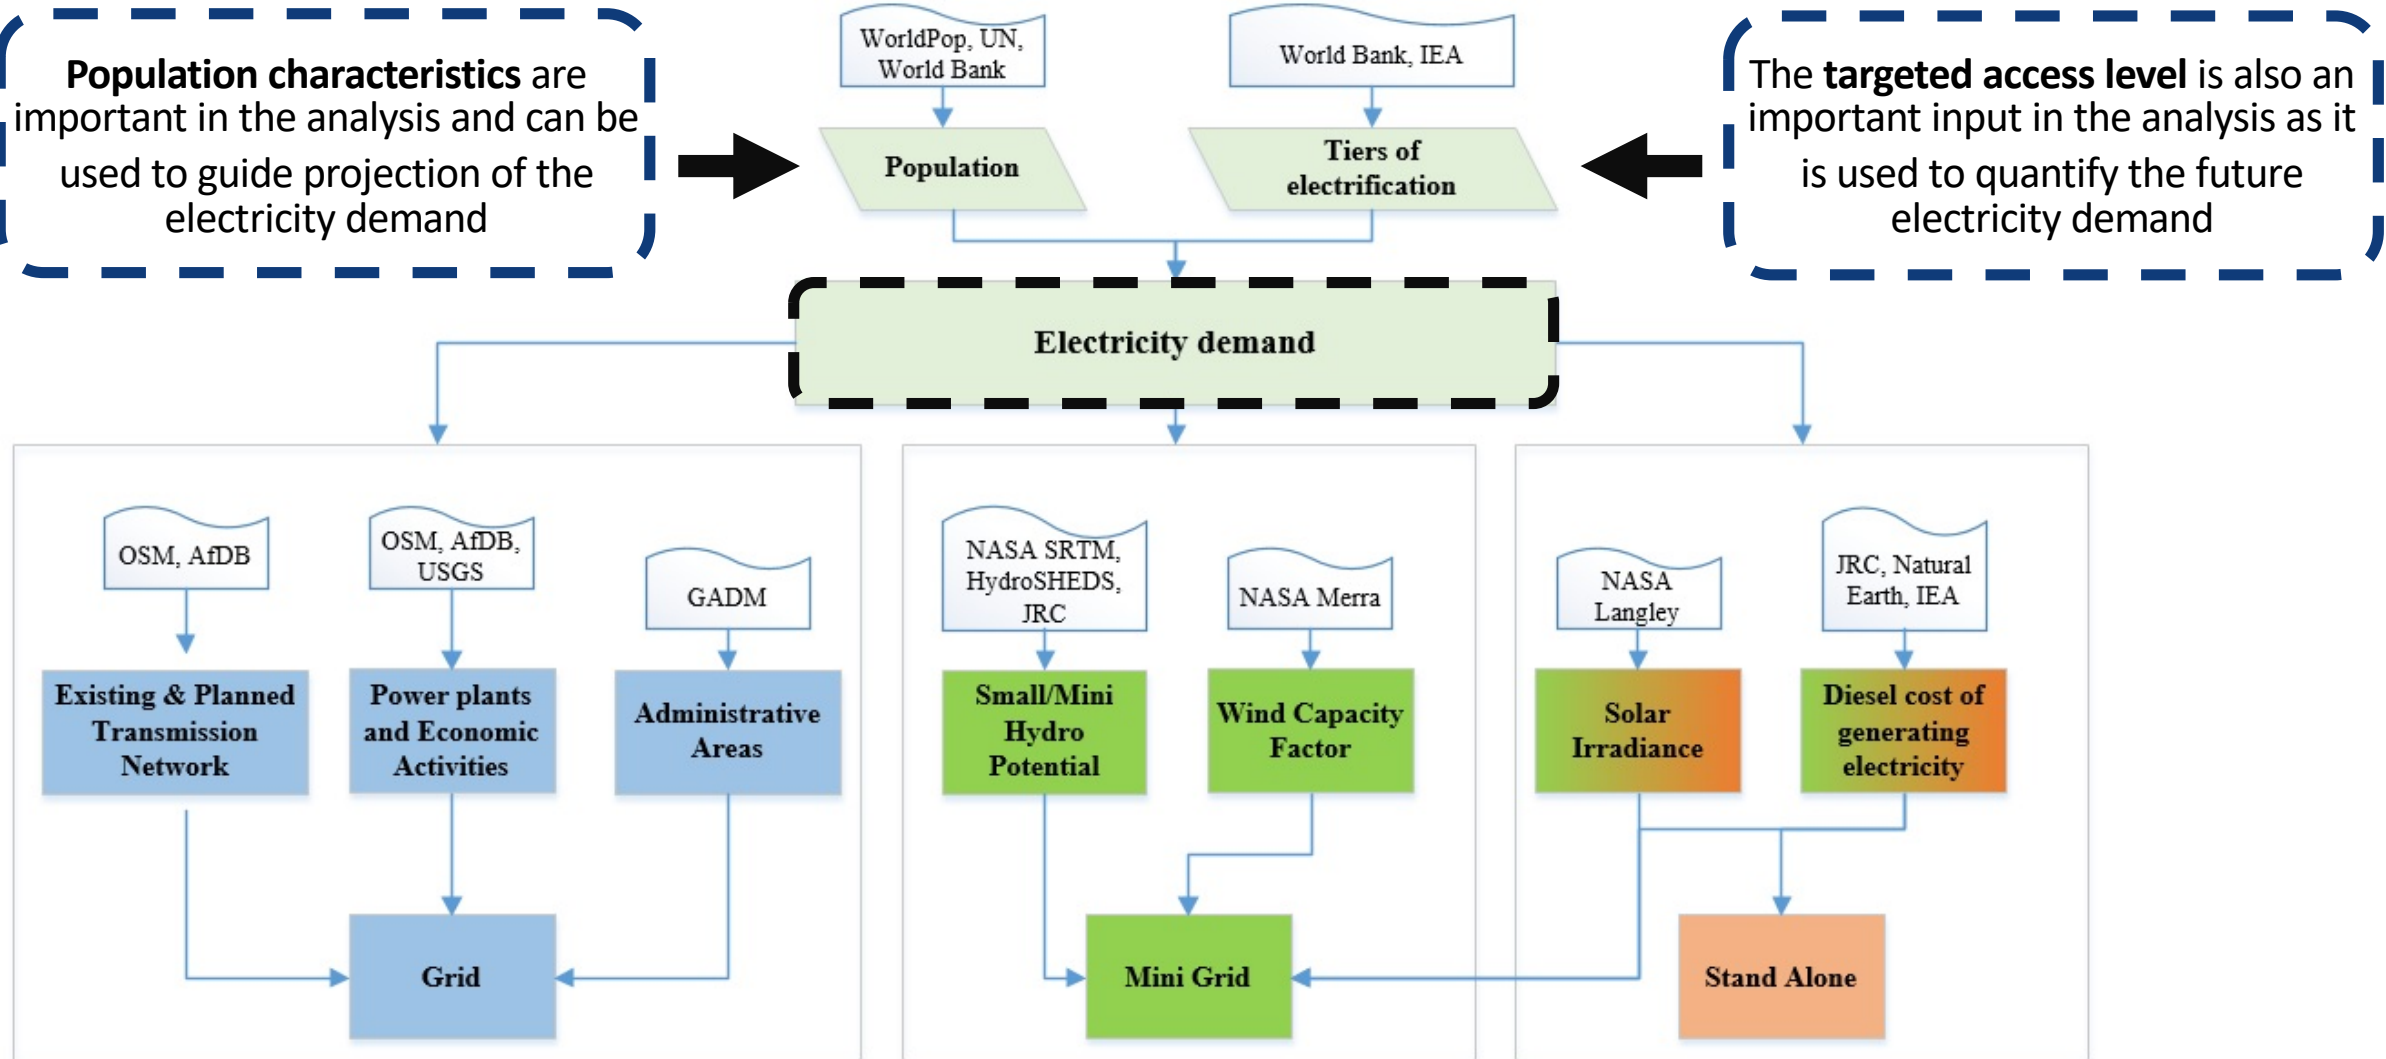 Population characteristics are
important in the analysis and can be
used to guide projection of the
electricity demand
WorldPop, UN,
World Bank
World Bank, IEA
The targeted access level is also an
important input in the analysis as it
is used to quantify the future
electricity demand
Population
Tiers of
electrification
Electricity demand
OSM, AfDB
OSM, AfDB,
USGS
GADM
NASA SRTM,
HydroSHEDS,
JRC
NASA Merra
NASA
Langley
JRC, Natural
Earth, IEA
Existing & Planned
Transmission
Network
Power plants
and Economic
Activities
Administrative
Areas
Small/Mini
Hydro
Potential
Wind Capacity
Factor
Solar
Irradiance
Diesel cost of
generating
electricity
Grid
Mini Grid
Stand Alone